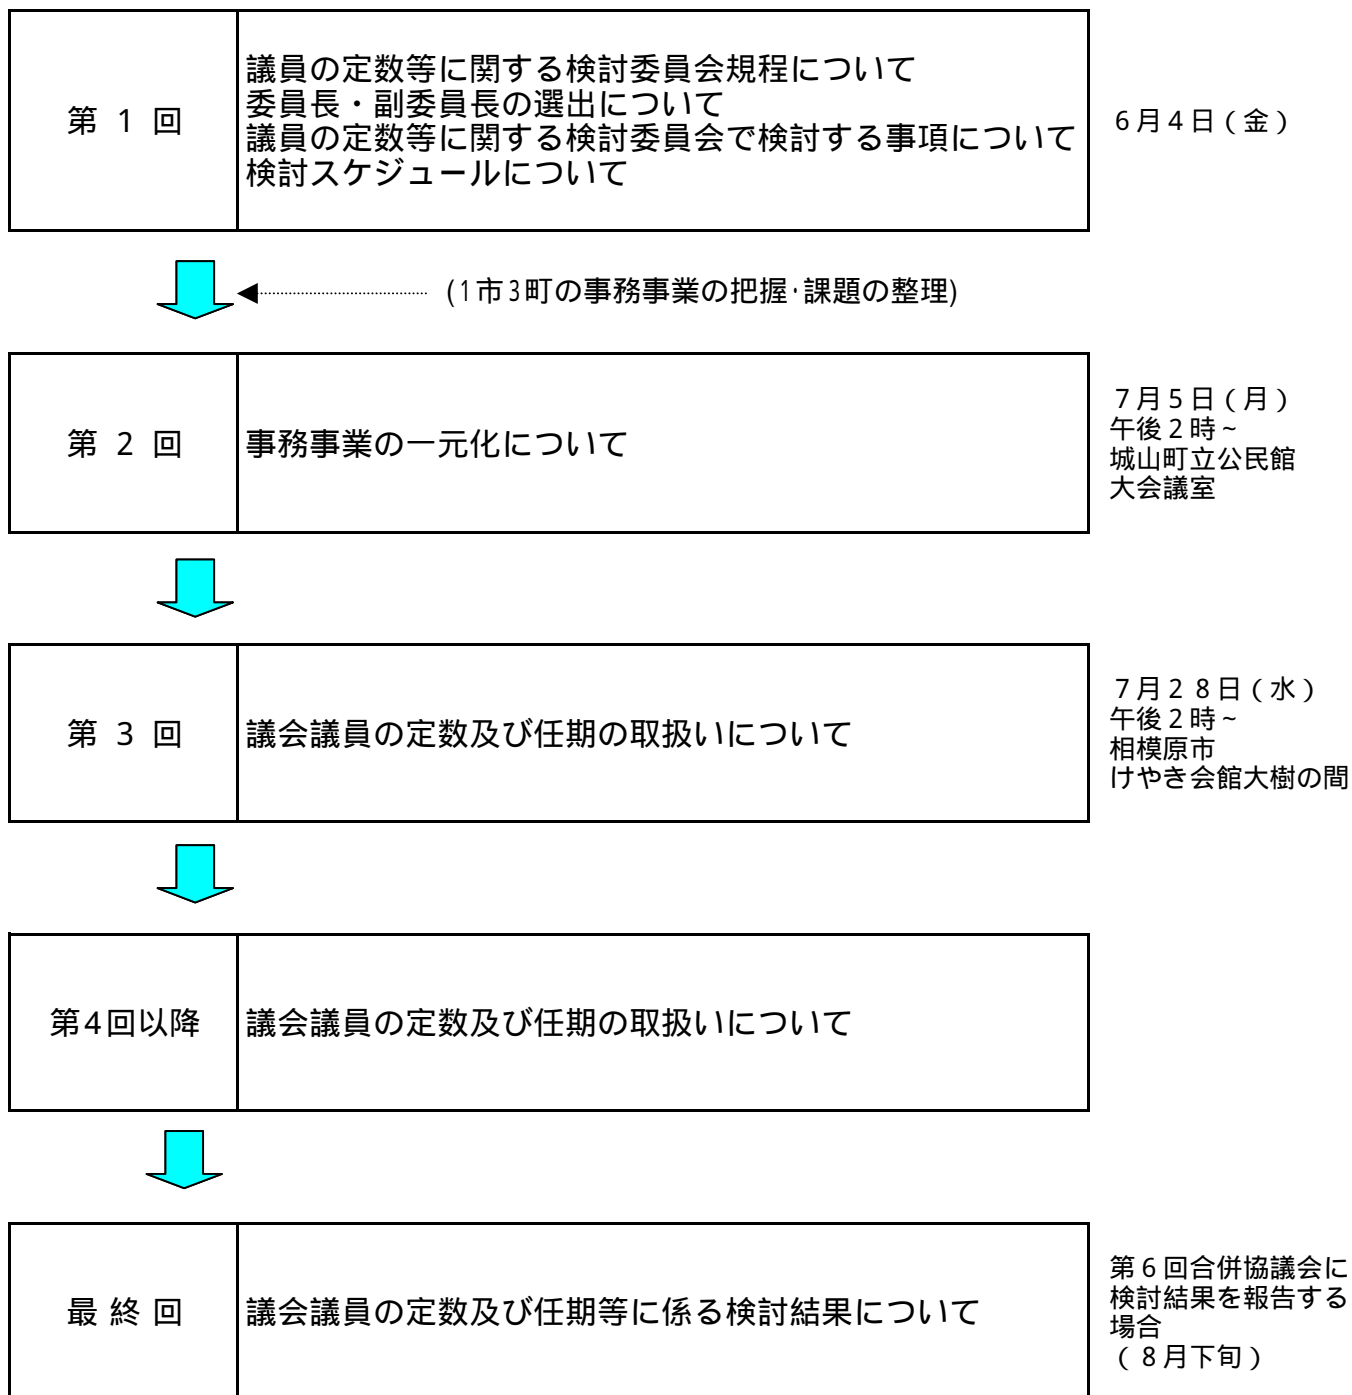 第 1 回
議員の定数等に関する検討委員会規程について
委員長・副委員長の選出について
議員の定数等に関する検討委員会で検討する事項について
検討スケジュールについて
6月4日(金)
(1市3町の事務事業の把握・課題の整理)
第 2 回
事務事業の一元化について
7月5日(月)
午後2時~
城山町立公民館
大会議室
第 3 回
議会議員の定数及び任期の取扱いについて
7月28日(水)
午後2時~
相模原市
けやき会館大樹の間
第4回以降
議会議員の定数及び任期の取扱いについて
最 終 回
議会議員の定数及び任期等に係る検討結果について
第6回合併協議会に
検討結果を報告する
場合
(8月下旬)